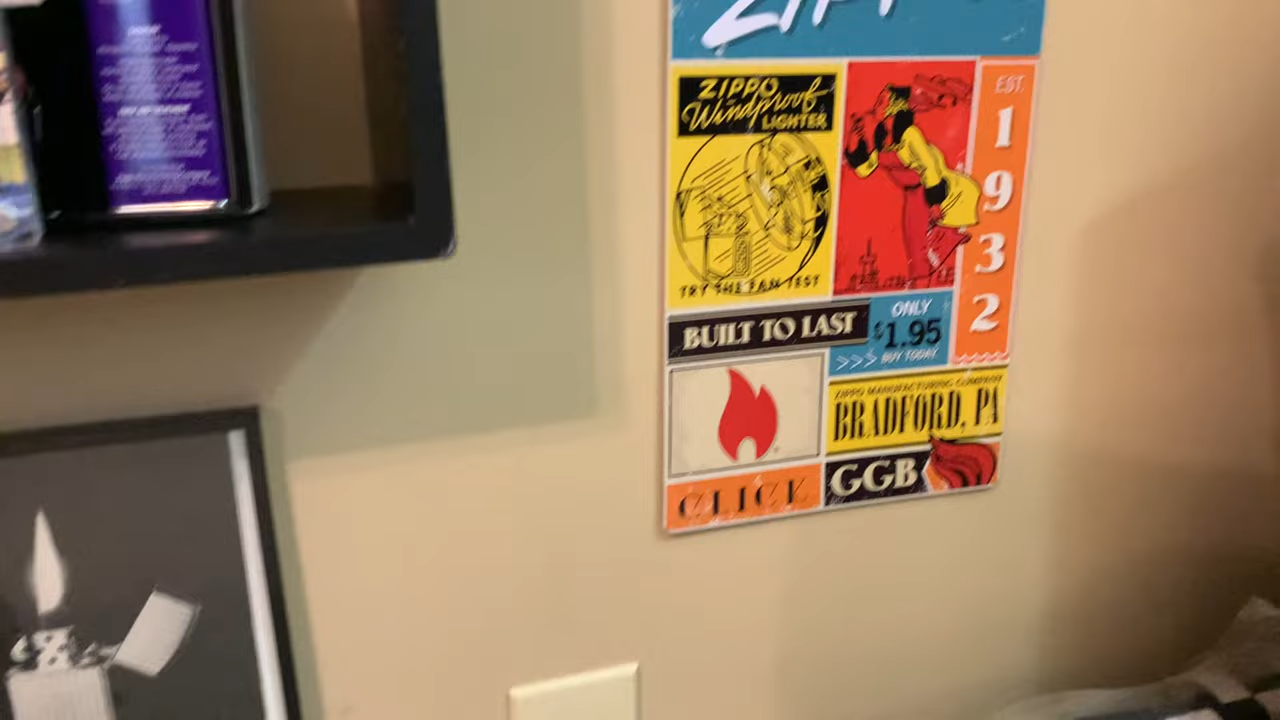 ZIPPO
ZIPPO
Windproof
LIGHTER
TRY THE FAN TEST
EST.
1
9
3
2
BUILT TO LAST
ONLY
$1.95
>>> BUY TODAY
ZIPPO MANUFACTURING COMPANY
BRADFORD, PA
GGB
CLICK